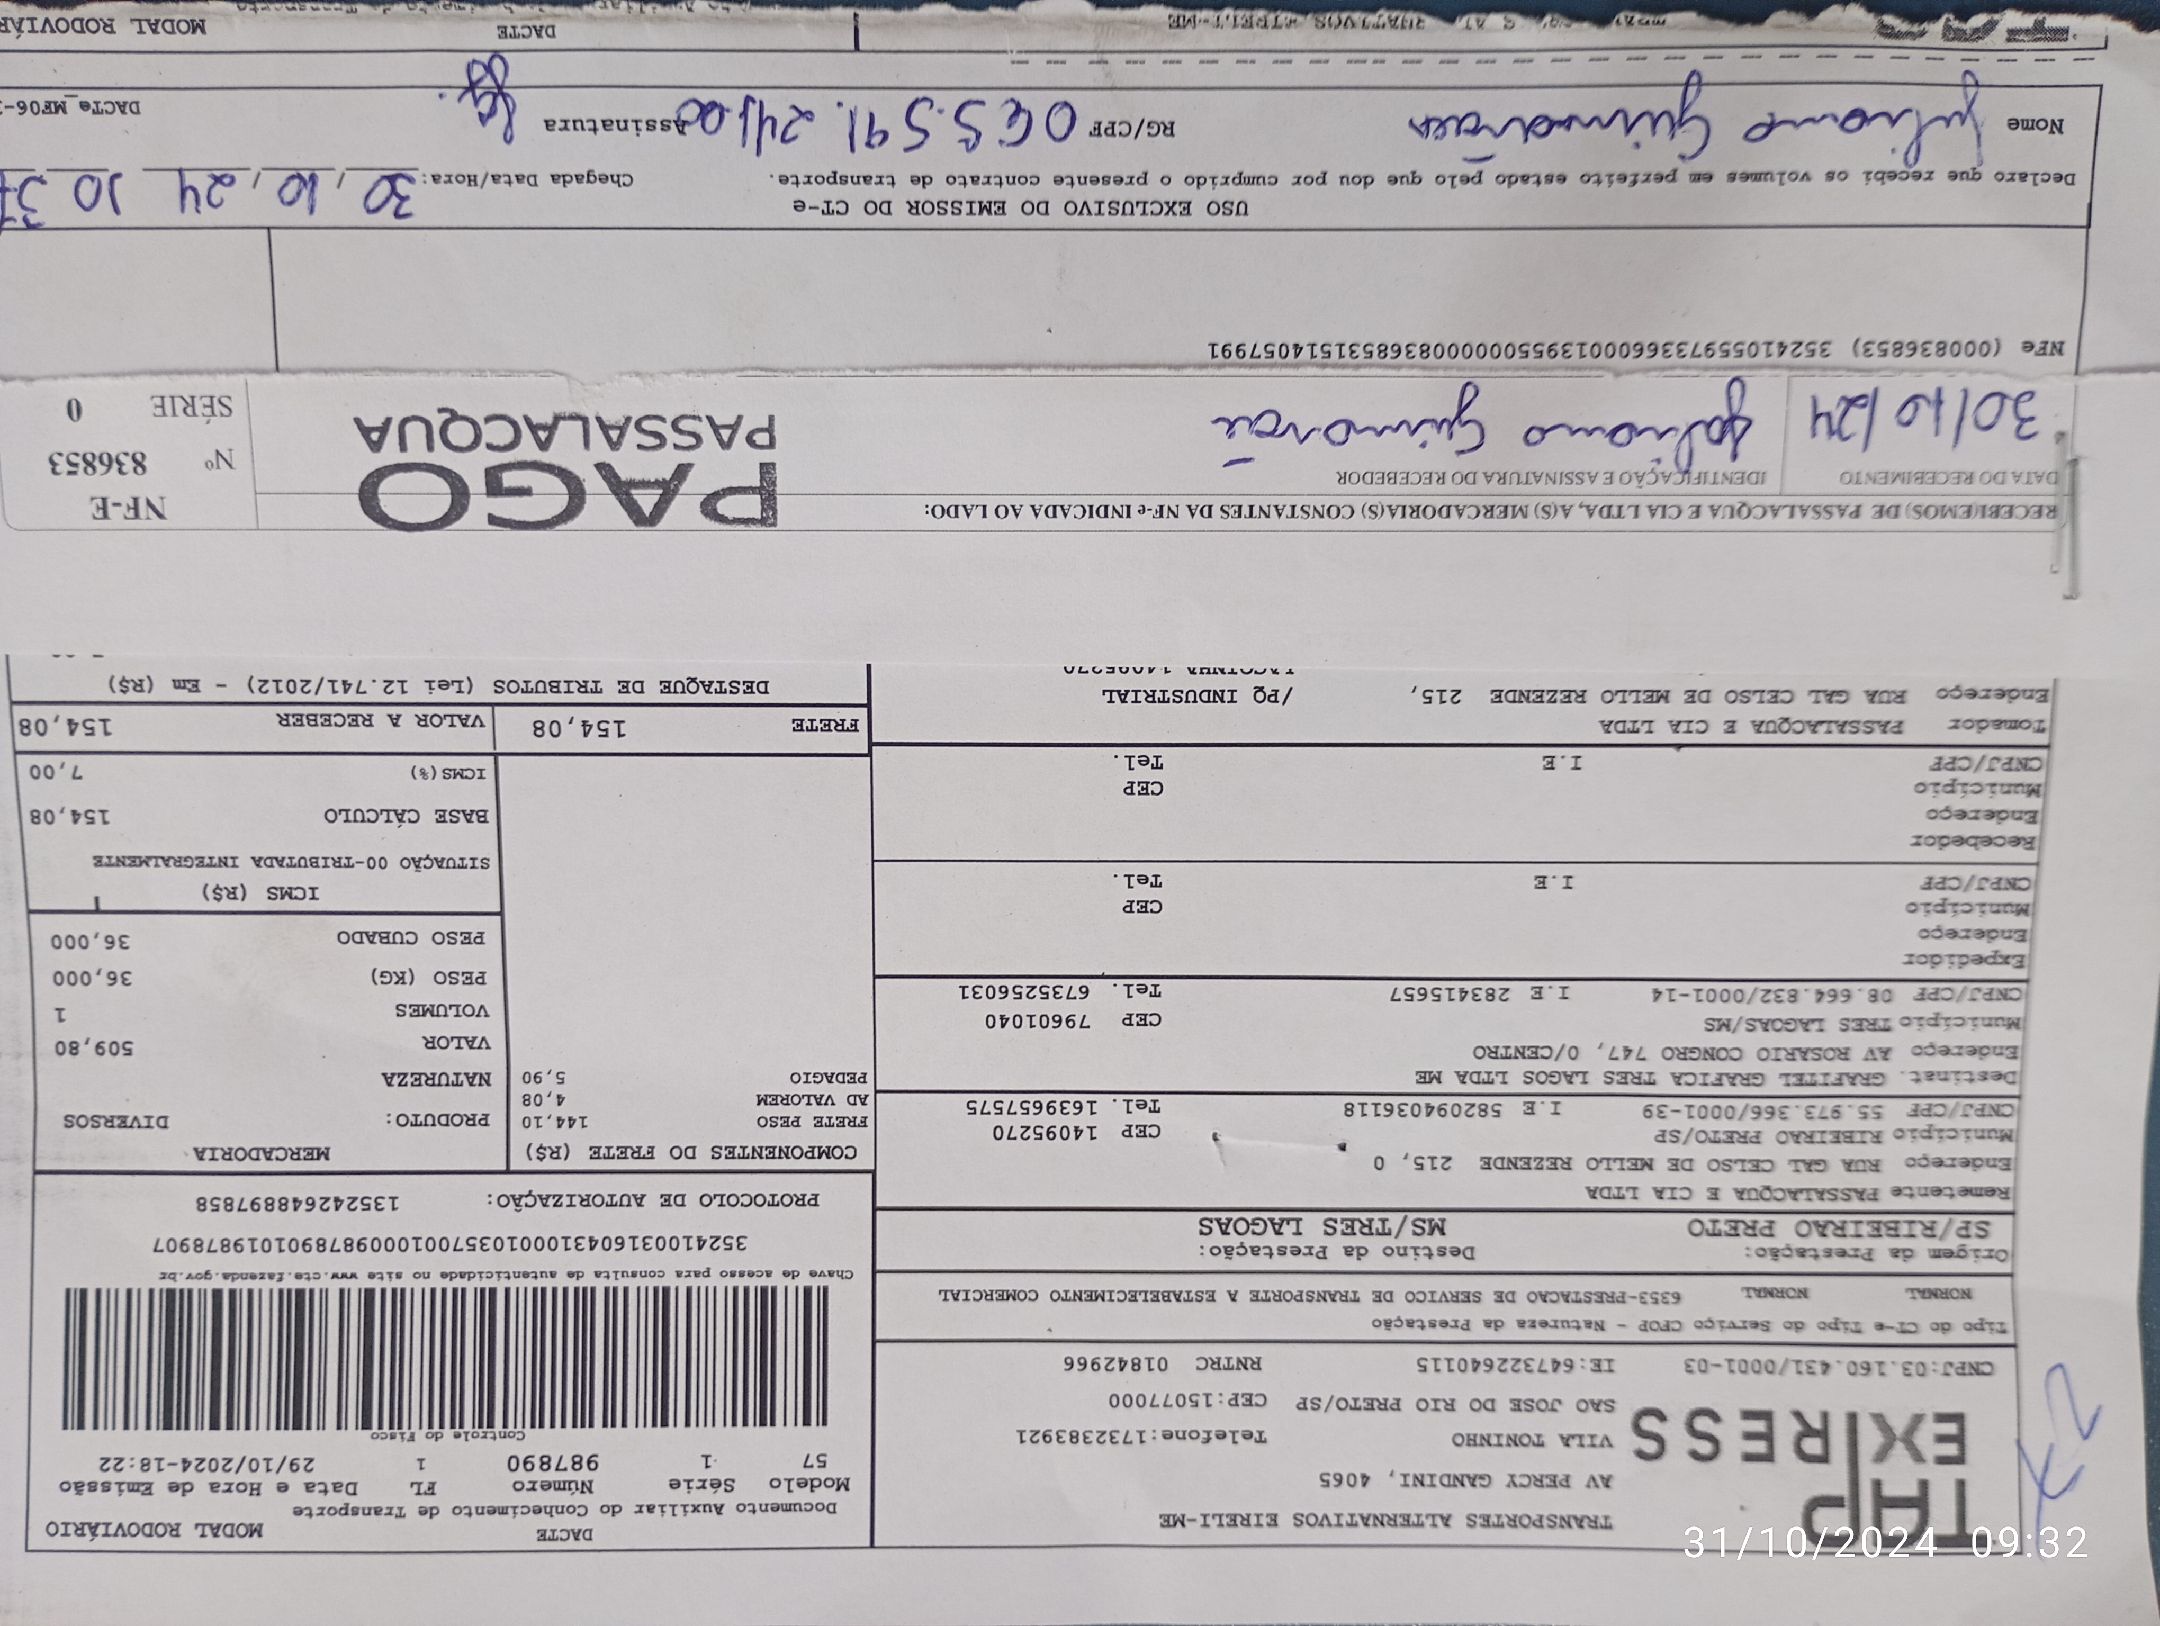 TRANSPORTES ALTERNATIVOS EIRELI-ME
TAP
EXPRESS
AV PERCY GANDINI, 4065
VILA TONINHO Telefone:1732383921
SAO JOSE DO RIO PRETO/SP CEP:15077000
CNPJ:03.160.431/0001-03 IE:647322640115 RNTRC 01842966
Tipo do CT-e Tipo do Serviço CFOP - Natureza da Prestação
NORMAL NORMAL 6353-PRESTACAO DE SERVICO DE TRANSPORTE A ESTABELECIMENTO COMERCIAL
Origem da Prestação: Destino da Prestação:
SP/RIBEIRAO PRETO MS/TRES LAGOAS
Remetente PASSALACQUA E CIA LTDA
Endereço RUA GAL CELSO DE MELLO REZENDE 215, 0
Município RIBEIRAO PRETO/SP CEP 14095270
CNPJ/CPF 55.973.366/0001-39 I.E 582094036118 Tel. 1639657575
Destinat. GRAFITEL GRAFICA TRES LAGOS LTDA ME
Endereço AV ROSARIO CONGRO 747, 0/CENTRO
Município TRES LAGOAS/MS CEP 79601040
CNPJ/CPF 08.664.832/0001-14 I.E 283415657 Tel. 6735256031
Expedidor
Endereço
Município CEP
CNPJ/CPF I.E Tel.
Recebedor
Endereço
Município CEP
CNPJ/CPF I.E Tel.
Tomador PASSALACQUA E CIA LTDA
Endereço RUA GAL CELSO DE MELLO REZENDE 215, /PQ INDUSTRIAL
LAGOINHA 14095270
DACTE MODAL RODOVIÁRIO
Documento Auxiliar do Conhecimento de Transporte
Modelo Série Número FL Data e Hora de Emissão
57 1 987890 1 29/10/2024-18:22
Controle do Fisco
Chave de acesso para consulta de autenticidade no site www.cte.fazenda.gov.br
35241003160431000103570010009878901019878907
PROTOCOLO DE AUTORIZAÇÃO: 135242648897858
COMPONENTES DO FRETE (R$)
FRETE PESO 144,10
AD VALOREM 4,08
PEDAGIO 5,90
MERCADORIA
PRODUTO: DIVERSOS
NATUREZA
VALOR 509,80
VOLUMES 1
PESO (KG) 36,000
PESO CUBADO 36,000
ICMS (R$)
SITUAÇÃO 00-TRIBUTADA INTEGRALMENTE
BASE CÁLCULO 154,08
ICMS(%) 7,00
FRETE 154,08 VALOR A RECEBER 154,08
DESTAQUE DE TRIBUTOS (Lei 12.741/2012) - Em (R$)
RECEBI(EMOS) DE PASSALACQUA E CIA LTDA, A(S) MERCADORIA(S) CONSTANTES DA NF-e INDICADA AO LADO:
DATA DO RECEBIMENTO IDENTIFICAÇÃO E ASSINATURA DO RECEBEDOR
30/10/24 Juliano Guimarãe
PAGO
PASSALACQUA
NF-E
Nº 836853
SÉRIE 0
NFe (000836853) 35241055973366000139550000008368531514057991
USO EXCLUSIVO DO EMISSOR DO CT-e
Declaro que recebi os volumes em perfeito estado pelo que dou por cumprido o presente contrato de transporte. Chegada Data/Hora: 30, 10, 24 10 37
Nome Juliano Guimarães RG/CPF Assinatura DACTe_MF06-
DACTE MODAL RODOVIÁR
31/10/2024 09:32